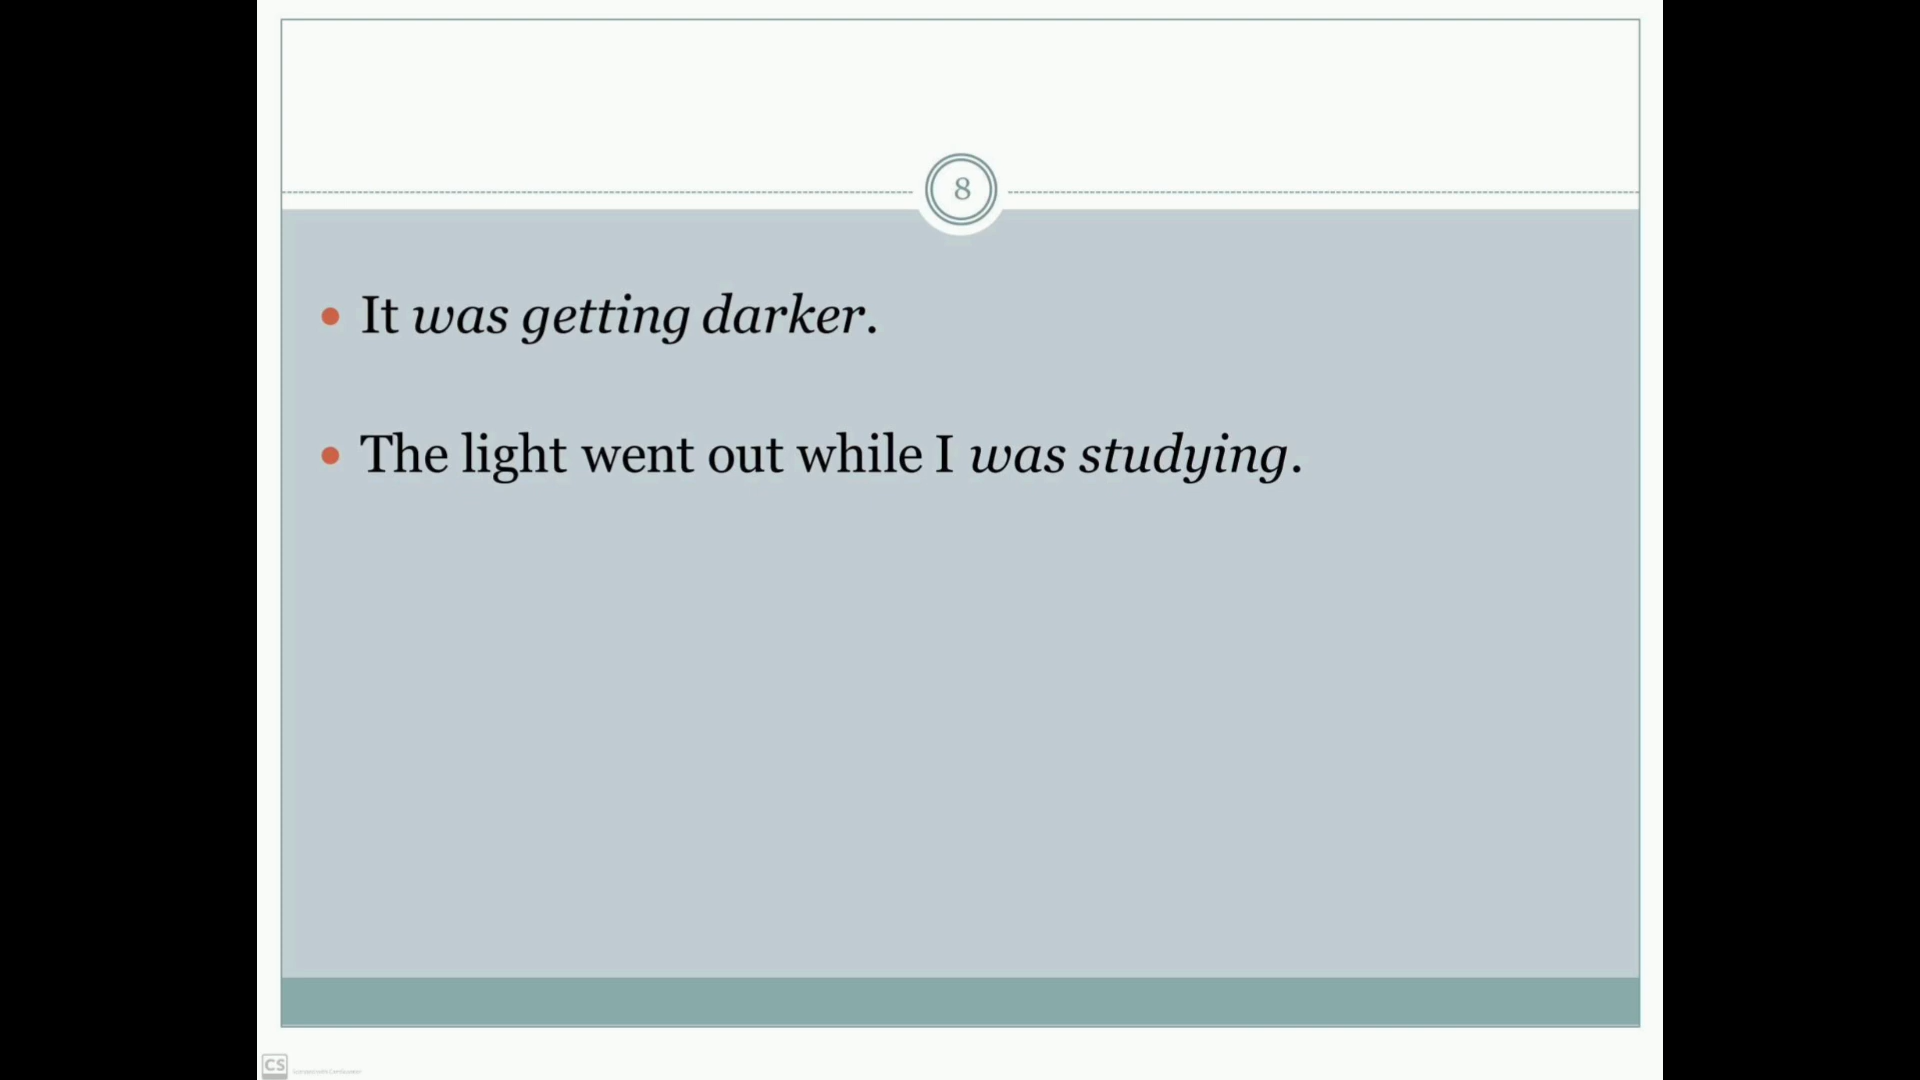 8
It was getting darker.
The light went out while I was studying.
CS